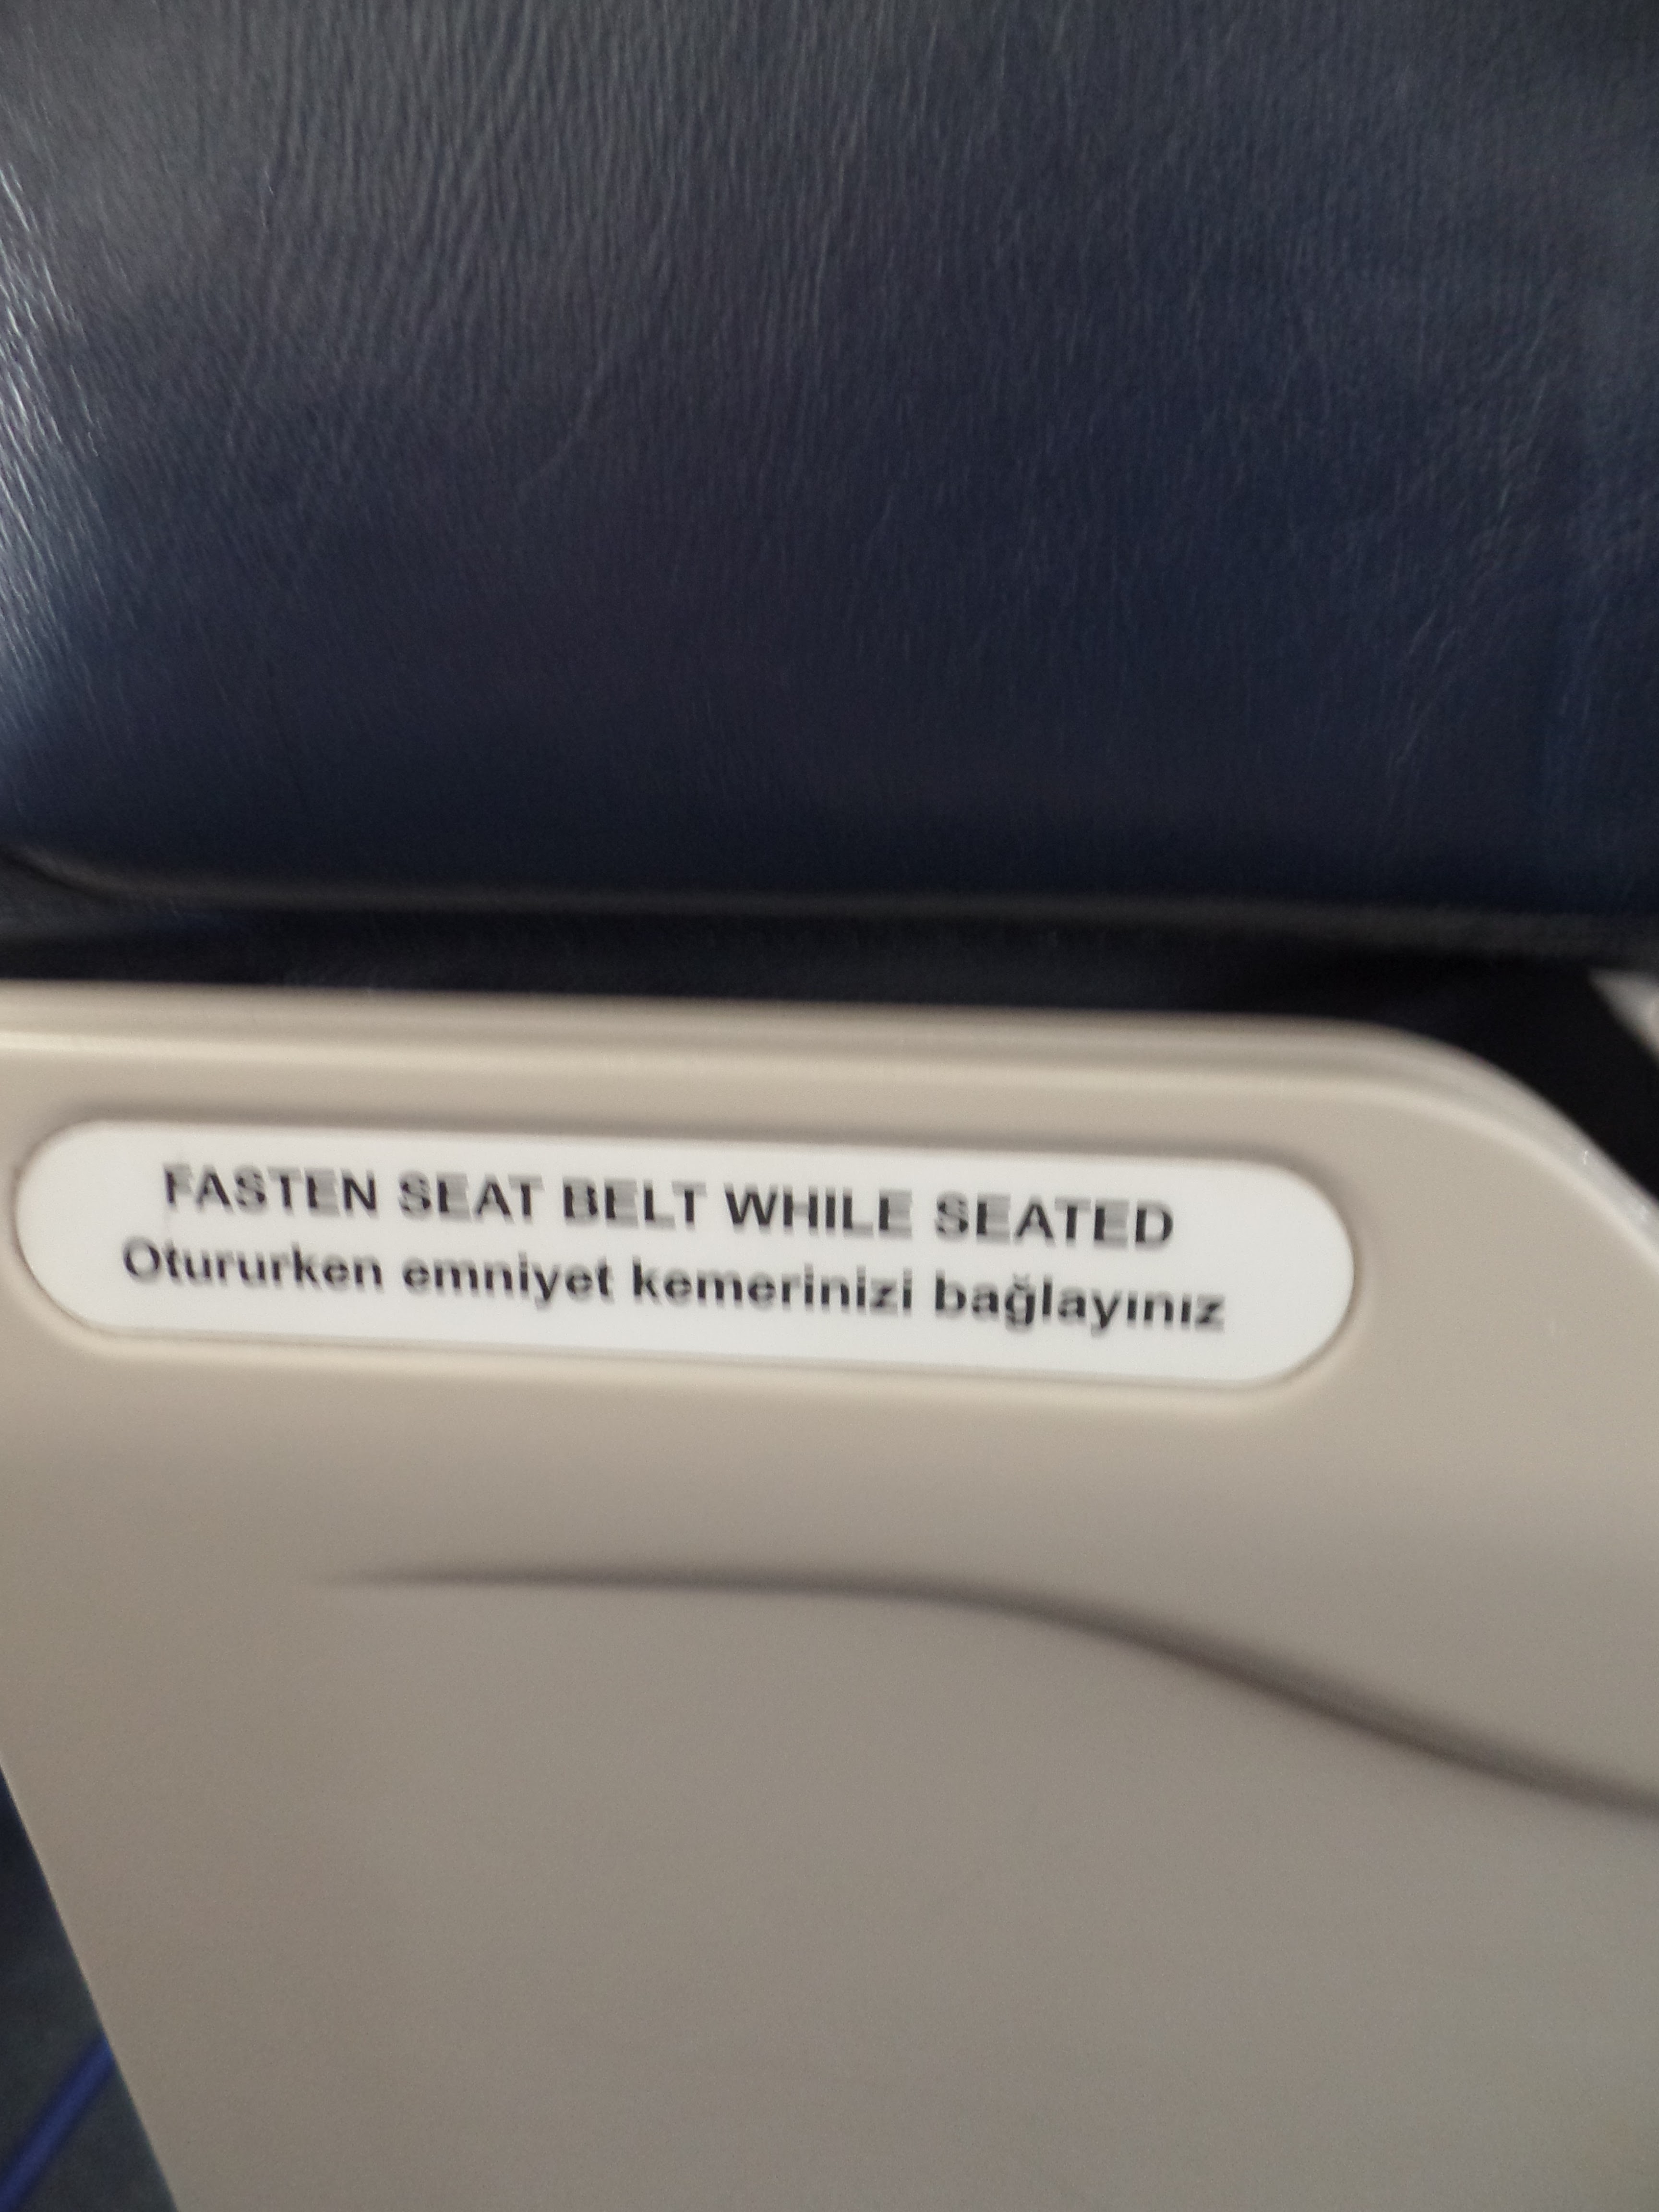 FASTEN SEAT BELT WHILE SEATED
Otururken emniyet kemerinizi bağlayınız